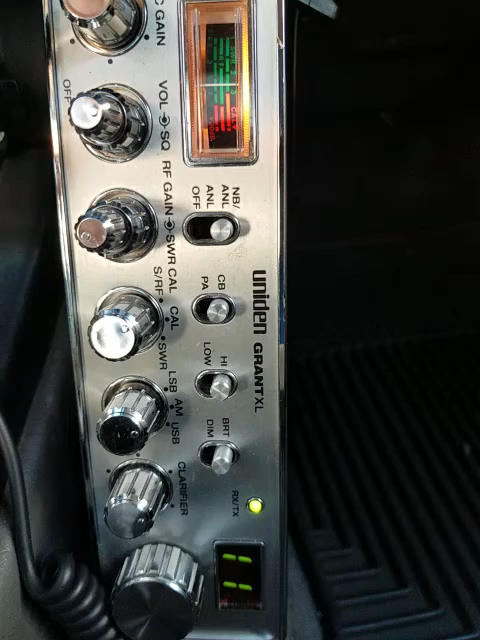 C GAIN
OFF
VOL SQ
RF GAIN SWR CAL
NB/
ANL
ANL
OFF
S/RF
CAL
SWR
CB
PA
uniden GRANT XL
HI
LOW
LSB
AM
USB
BRT
DIM
CLARIFIER
RX/TX
11